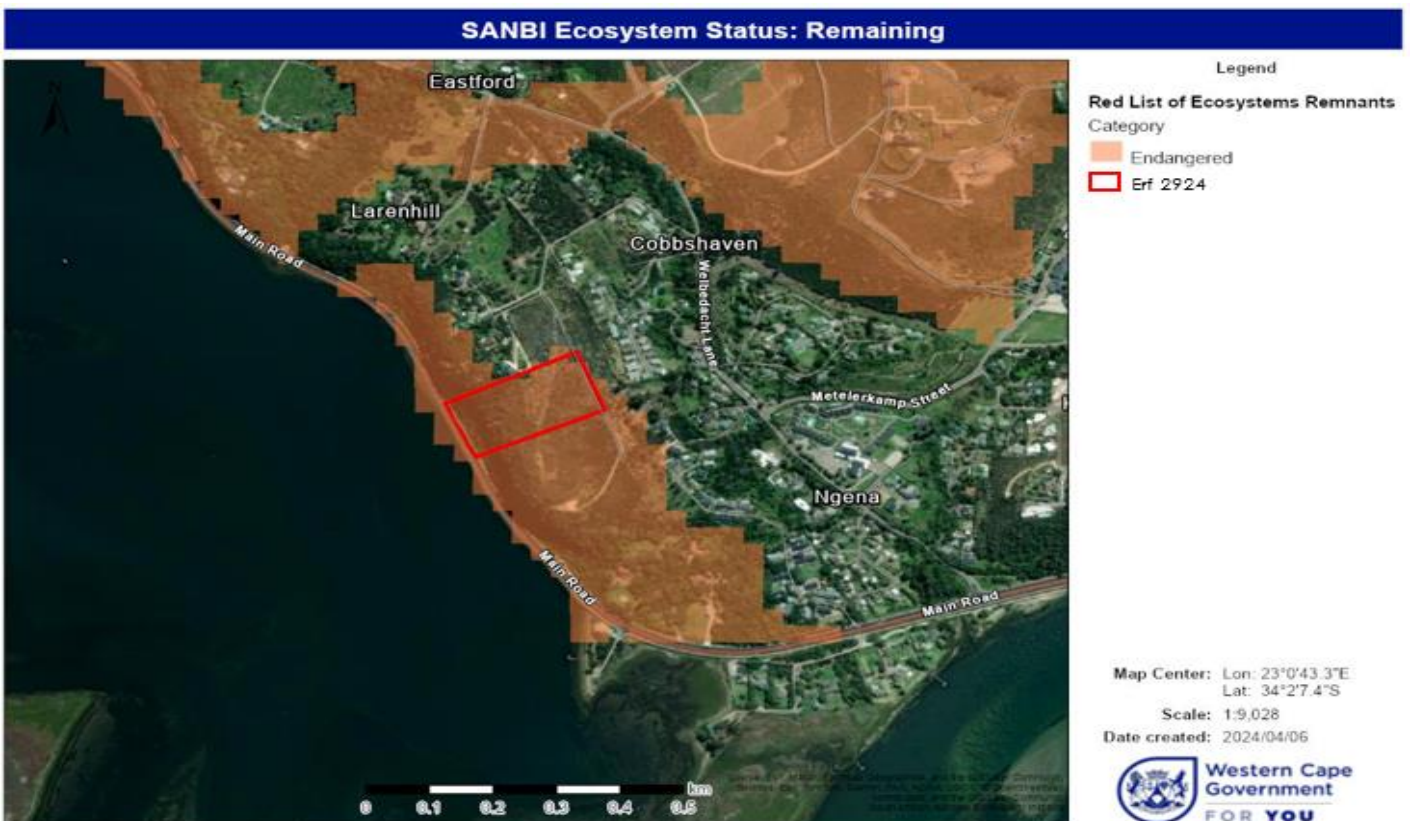 SANBI Ecosystem Status: Remaining
N
Eastford
Larenhill
Cobbshaven
Main Road
Welbedacht Lane
Metelerkamp Street
Ngena
Main Road
Main Road
km
0 0.1 0.2 0.3 0.4 0.5
Legend
Red List of Ecosystems Remnants
Category
Endangered
Erf 2924
Map Center: Lon: 23°0'43.3"E
Lat: 34°2'7.4"S
Scale: 1:9,028
Date created: 2024/04/06
Western Cape
Government
FOR YOU